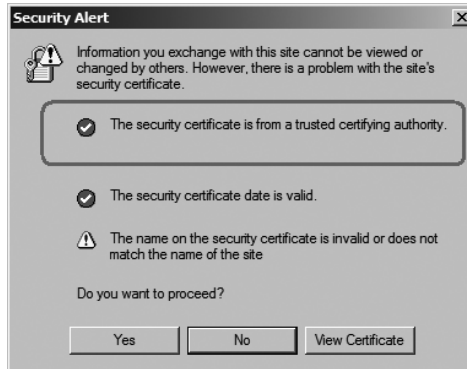 Security Alert
Information you exchange with this site cannot be viewed or
changed by others. However, there is a problem with the site's
security certificate.
The security certificate is from a trusted certifying authority.
The security certificate date is valid.
The name on the security certificate is invalid or does not
match the name of the site
Do you want to proceed?
Yes No View Certificate